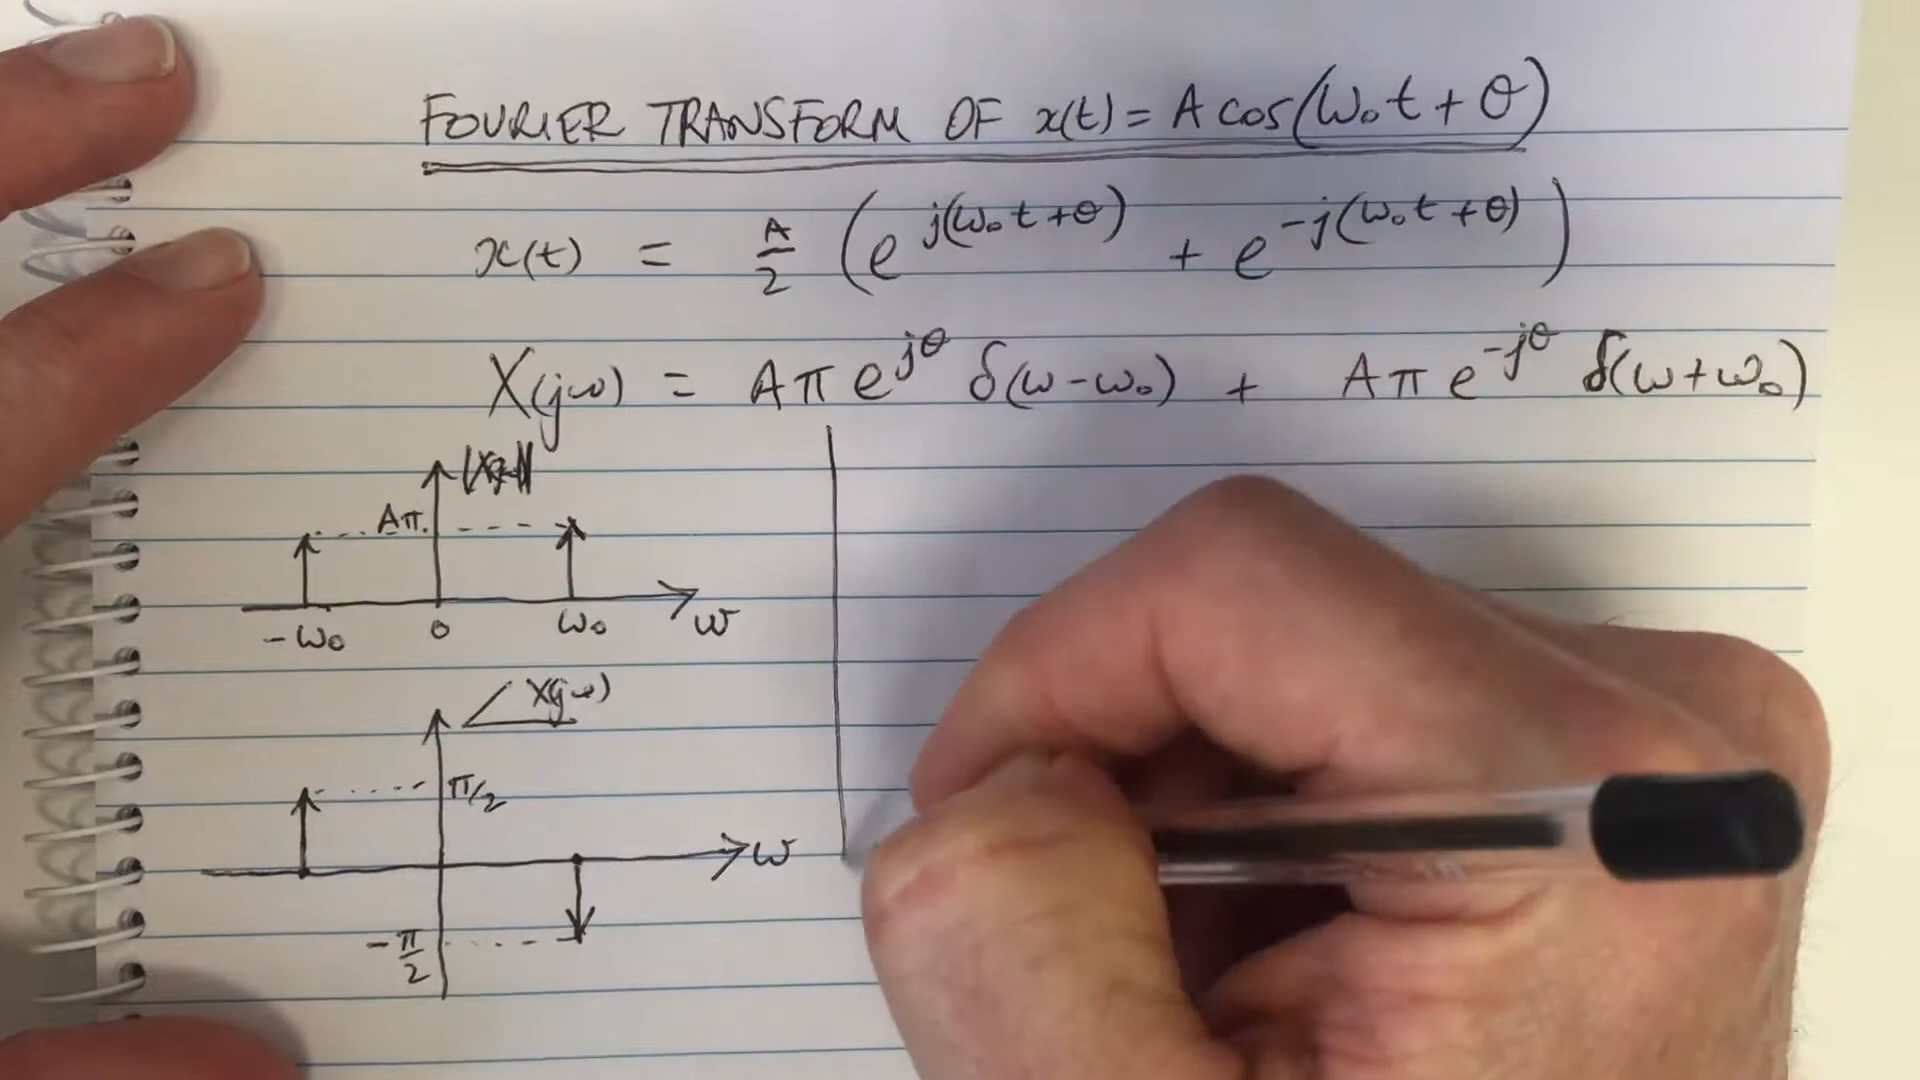 FOURIER TRANSFORM OF x(t) = A cos(ω₀t + θ)
x(t) = A/2 (e^{j(ω₀t+θ)} + e^{-j(ω₀t+θ)})
X(jω) = Aπ e^{jθ} δ(ω-ω₀) + Aπ e^{-jθ} δ(ω+ω₀)
|X(jω)|
Aπ
-ω₀ 0 ω₀ ω
∠X(jω)
π/2
ω
-π/2